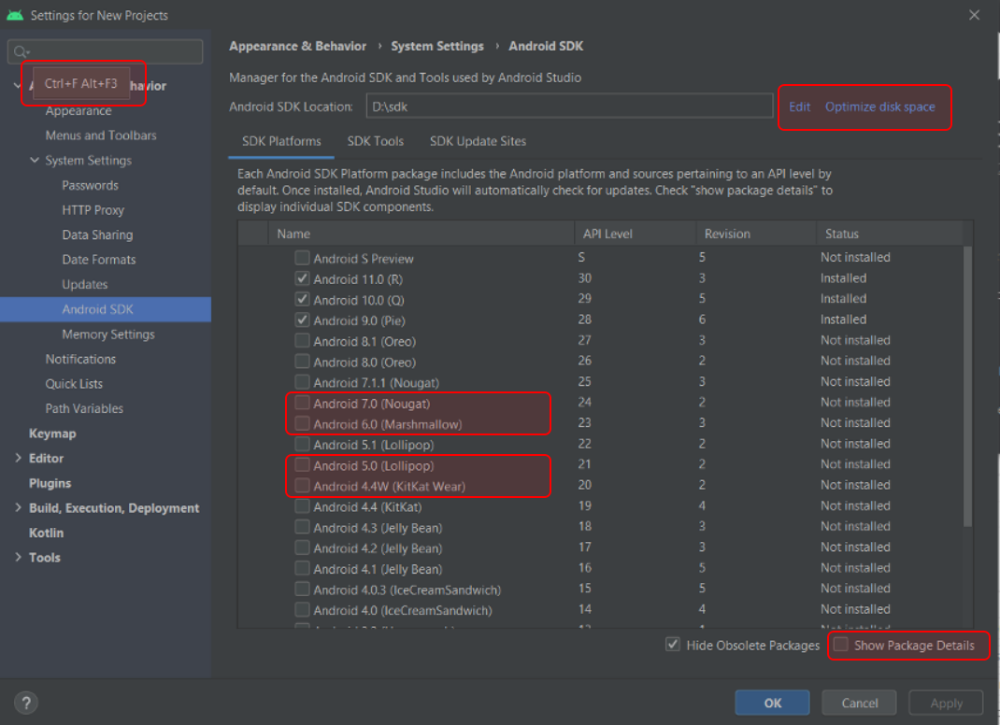 Settings for New Projects
Ctrl+F Alt+F3
havior
Appearance
Menus and Toolbars
System Settings
Passwords
HTTP Proxy
Data Sharing
Date Formats
Updates
Android SDK
Memory Settings
Notifications
Quick Lists
Path Variables
Keymap
Editor
Plugins
Build, Execution, Deployment
Kotlin
Tools
Appearance & Behavior › System Settings › Android SDK
Manager for the Android SDK and Tools used by Android Studio
Android SDK Location: D:\sdk Edit Optimize disk space
SDK Platforms SDK Tools SDK Update Sites
Each Android SDK Platform package includes the Android platform and sources pertaining to an API level by
default. Once installed, Android Studio will automatically check for updates. Check "show package details" to
display individual SDK components.
Name API Level Revision Status
Android S Preview S 5 Not installed
Android 11.0 (R) 30 3 Installed
Android 10.0 (Q) 29 5 Installed
Android 9.0 (Pie) 28 6 Installed
Android 8.1 (Oreo) 27 3 Not installed
Android 8.0 (Oreo) 26 2 Not installed
Android 7.1.1 (Nougat) 25 3 Not installed
Android 7.0 (Nougat) 24 2 Not installed
Android 6.0 (Marshmallow) 23 3 Not installed
Android 5.1 (Lollipop) 22 2 Not installed
Android 5.0 (Lollipop) 21 2 Not installed
Android 4.4W (KitKat Wear) 20 2 Not installed
Android 4.4 (KitKat) 19 4 Not installed
Android 4.3 (Jelly Bean) 18 3 Not installed
Android 4.2 (Jelly Bean) 17 3 Not installed
Android 4.1 (Jelly Bean) 16 5 Not installed
Android 4.0.3 (IceCreamSandwich) 15 5 Not installed
Android 4.0 (IceCreamSandwich) 14 4 Not installed
Hide Obsolete Packages Show Package Details
? OK Cancel Apply